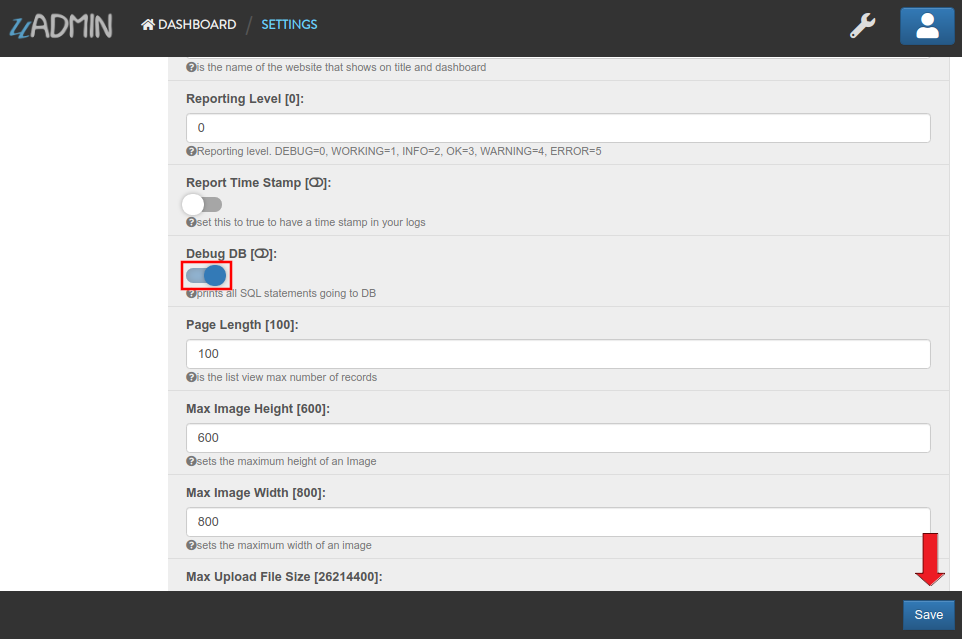 uADMIN DASHBOARD / SETTINGS
is the name of the website that shows on title and dashboard
Reporting Level [0]:
0
Reporting level. DEBUG=0, WORKING=1, INFO=2, OK=3, WARNING=4, ERROR=5
Report Time Stamp []:
set this to true to have a time stamp in your logs
Debug DB []:
prints all SQL statements going to DB
Page Length [100]:
100
is the list view max number of records
Max Image Height [600]:
600
sets the maximum height of an Image
Max Image Width [800]:
800
sets the maximum width of an image
Max Upload File Size [26214400]:
Save